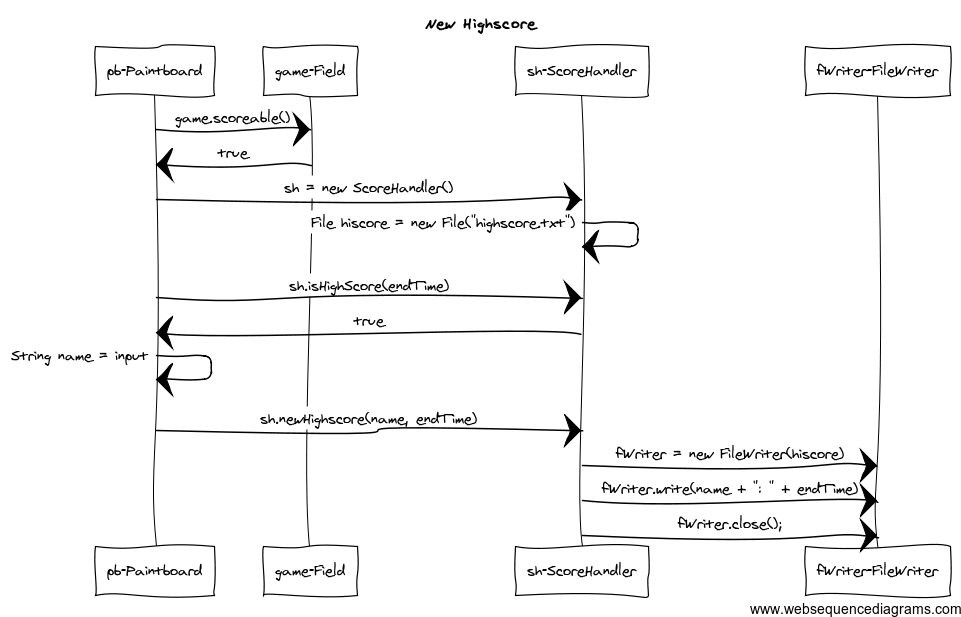 New Highscore
pb-Paintboard
game-Field
sh-ScoreHandler
fWriter-FileWriter
game.scoreable()
true
sh = new ScoreHandler()
File hiscore = new File("highscore.txt")
sh.isHighScore(endTime)
true
String name = input
sh.newHighscore(name, endTime)
fWriter = new FileWriter(hiscore)
fWriter.write(name + ": " + endTime)
fWriter.close();
pb-Paintboard
game-Field
sh-ScoreHandler
fWriter-FileWriter
www.websequencediagrams.com